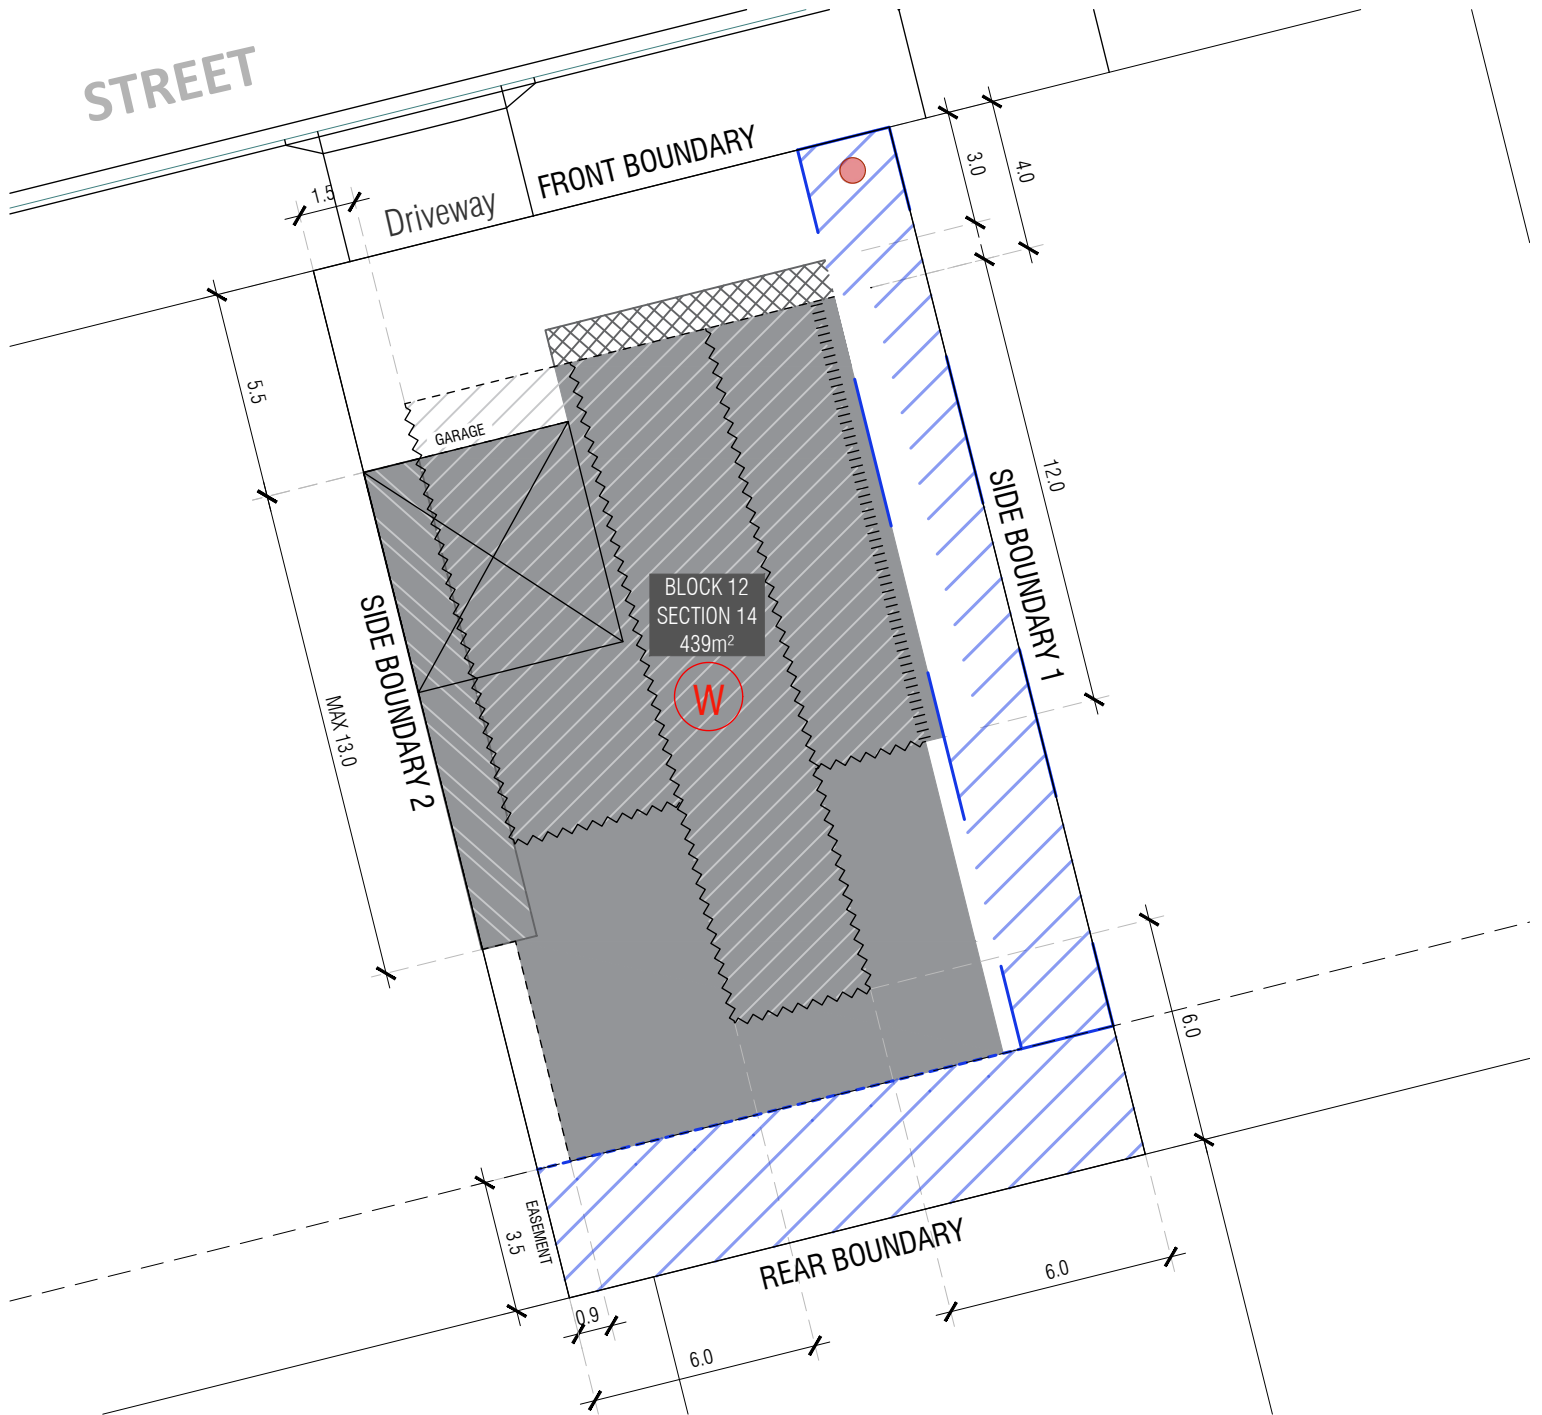 STREET
FRONT BOUNDARY
3.0
4.0
1.5
Driveway
5.5
GARAGE
12.0
SIDE BOUNDARY 1
BLOCK 12
SECTION 14
439m²
SIDE BOUNDARY 2
W
MAX 13.0
6.0
EASEMENT
3.5
REAR BOUNDARY
6.0
0.9
6.0